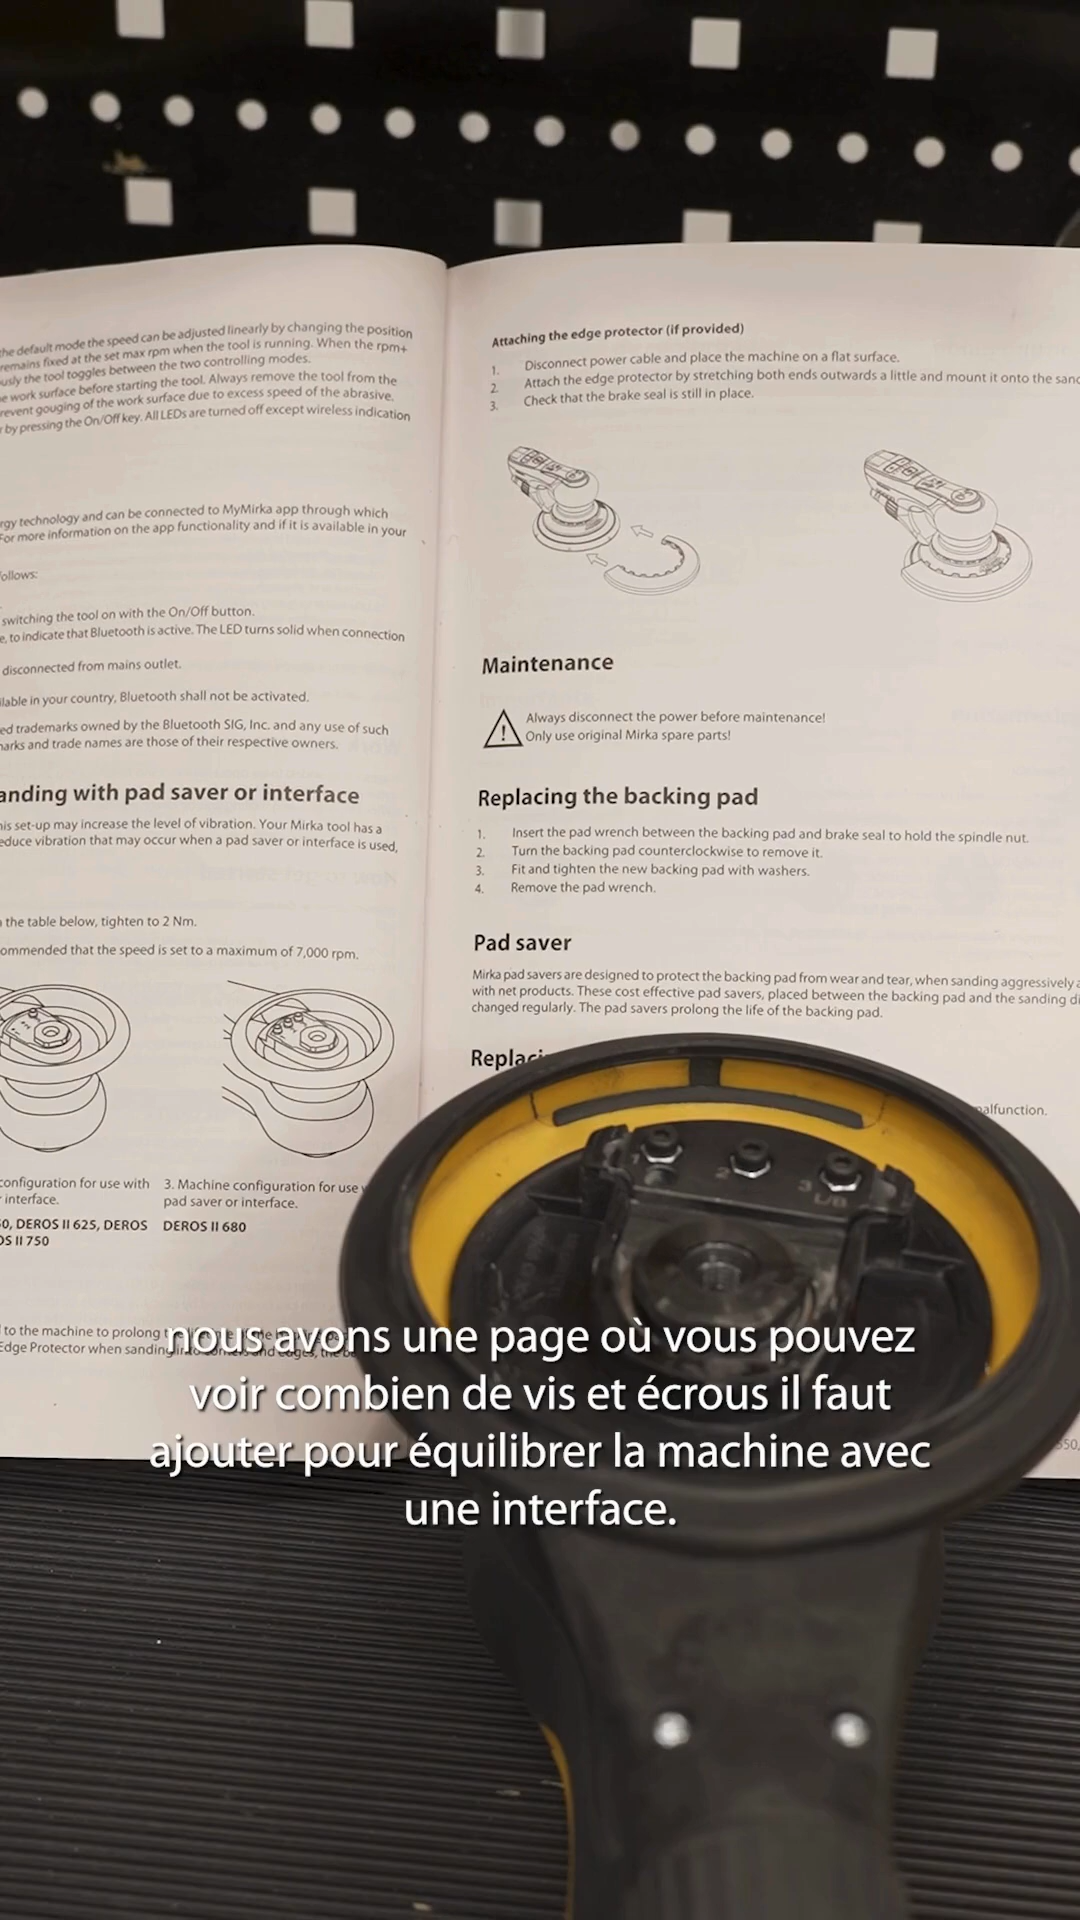 the default mode the speed can be adjusted linearly by changing the position
remains fixed at the set max rpm when the tool is running. When the rpm+
usly the tool toggles between the two controlling modes.
e work surface before starting the tool. Always remove the tool from the
revent gouging of the work surface due to excess speed of the abrasive.
by pressing the On/Off key. All LEDs are turned off except wireless indication
rgy technology and can be connected to MyMirka app through which
For more information on the app functionality and if it is available in your
follows:
switching the tool on with the On/Off button.
e, to indicate that Bluetooth is active. The LED turns solid when connection
disconnected from mains outlet.
ilable in your country, Bluetooth shall not be activated.
ed trademarks owned by the Bluetooth SIG, Inc. and any use of such
marks and trade names are those of their respective owners.
anding with pad saver or interface
his set-up may increase the level of vibration. Your Mirka tool has a
educe vibration that may occur when a pad saver or interface is used,
the table below, tighten to 2 Nm.
ommended that the speed is set to a maximum of 7,000 rpm.
configuration for use with
interface.
50, DEROS II 625, DEROS
OS II 750
3. Machine configuration for use
pad saver or interface.
DEROS II 680
to the machine to prolong
Edge Protector when sanding
Attaching the edge protector (if provided)
1. Disconnect power cable and place the machine on a flat surface.
2. Attach the edge protector by stretching both ends outwards a little and mount it onto the sand
3. Check that the brake seal is still in place.
Maintenance
Always disconnect the power before maintenance!
Only use original Mirka spare parts!
Replacing the backing pad
1. Insert the pad wrench between the backing pad and brake seal to hold the spindle nut.
2. Turn the backing pad counterclockwise to remove it.
3. Fit and tighten the new backing pad with washers.
4. Remove the pad wrench.
Pad saver
Mirka pad savers are designed to protect the backing pad from wear and tear, when sanding aggressively a
with net products. These cost effective pad savers, placed between the backing pad and the sanding di
changed regularly. The pad savers prolong the life of the backing pad.
Replaci
malfunction.
1 2 3
nous avons une page où vous pouvez
voir combien de vis et écrous il faut
ajouter pour équilibrer la machine avec
une interface.